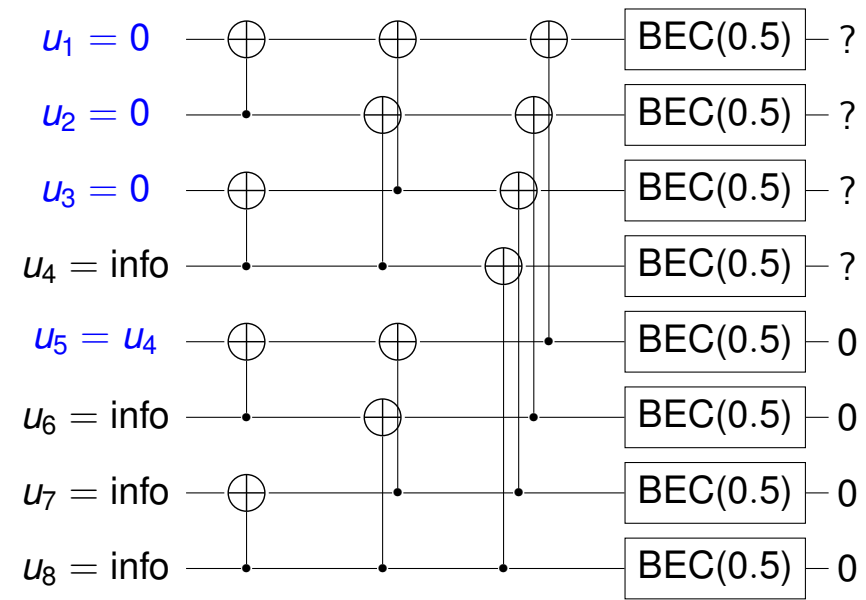 u₁ = 0 BEC(0.5) ?
u₂ = 0 BEC(0.5) ?
u₃ = 0 BEC(0.5) ?
u₄ = info BEC(0.5) ?
u₅ = u₄ BEC(0.5) 0
u₆ = info BEC(0.5) 0
u₇ = info BEC(0.5) 0
u₈ = info BEC(0.5) 0